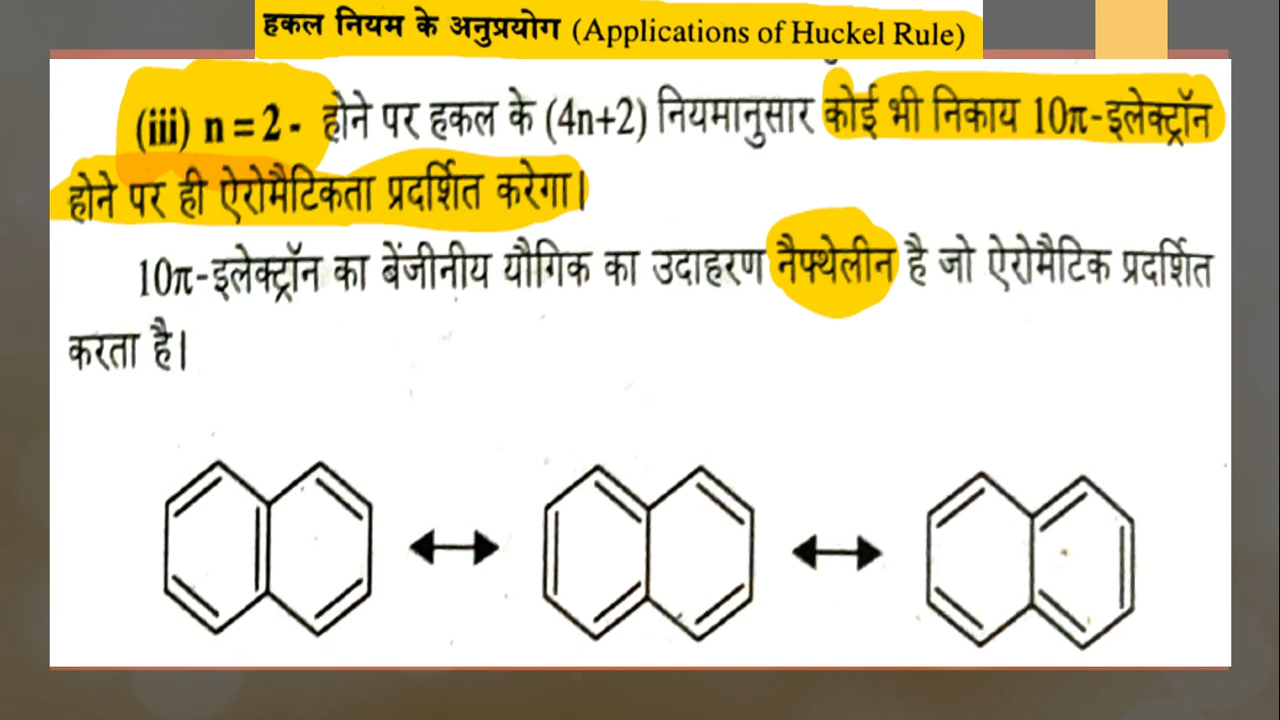 हकल नियम के अनुप्रयोग (Applications of Huckel Rule)
(iii) n = 2 - होने पर हकल के (4n+2) नियमानुसार कोई भी निकाय 10π-इलेक्ट्रॉन
होने पर ही ऐरोमैटिकता प्रदर्शित करेगा।
10π-इलेक्ट्रॉन का बेंजीनीय यौगिक का उदाहरण नैफ्थेलीन है जो ऐरोमैटिक प्रदर्शित
करता है।